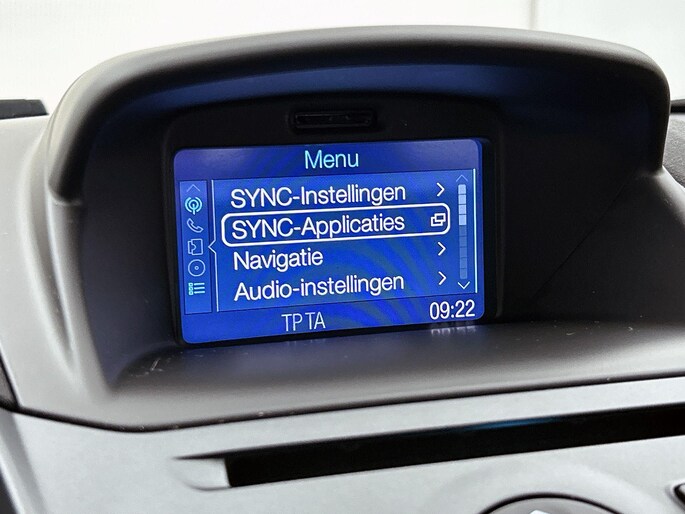 Menu
SYNC-Instellingen
SYNC-Applicaties
Navigatie
Audio-instellingen
TP TA
09:22